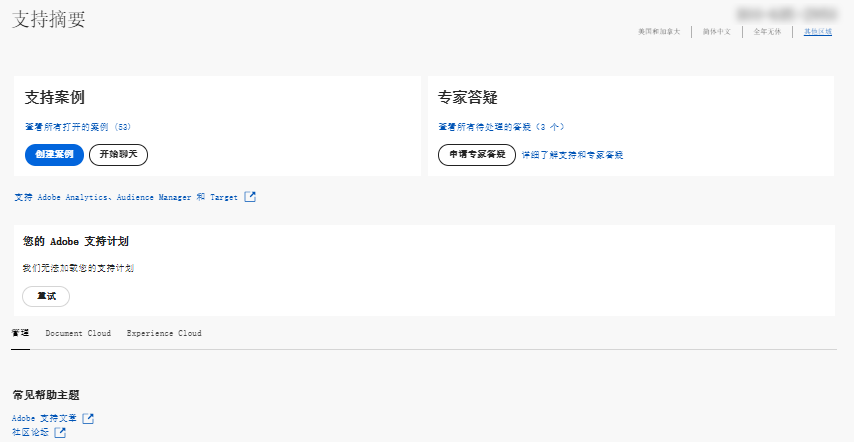 支持摘要
美国和加拿大 简体中文 全年无休 其他区域
支持案例
查看所有打开的案例 (53)
创建案例 开始聊天
专家答疑
查看所有待处理的答疑（3 个）
申请专家答疑 详细了解支持和专家答疑
支持 Adobe Analytics、Audience Manager 和 Target
您的 Adobe 支持计划
我们无法加载您的支持计划
重试
管理 Document Cloud Experience Cloud
常见帮助主题
Adobe 支持文章
社区论坛